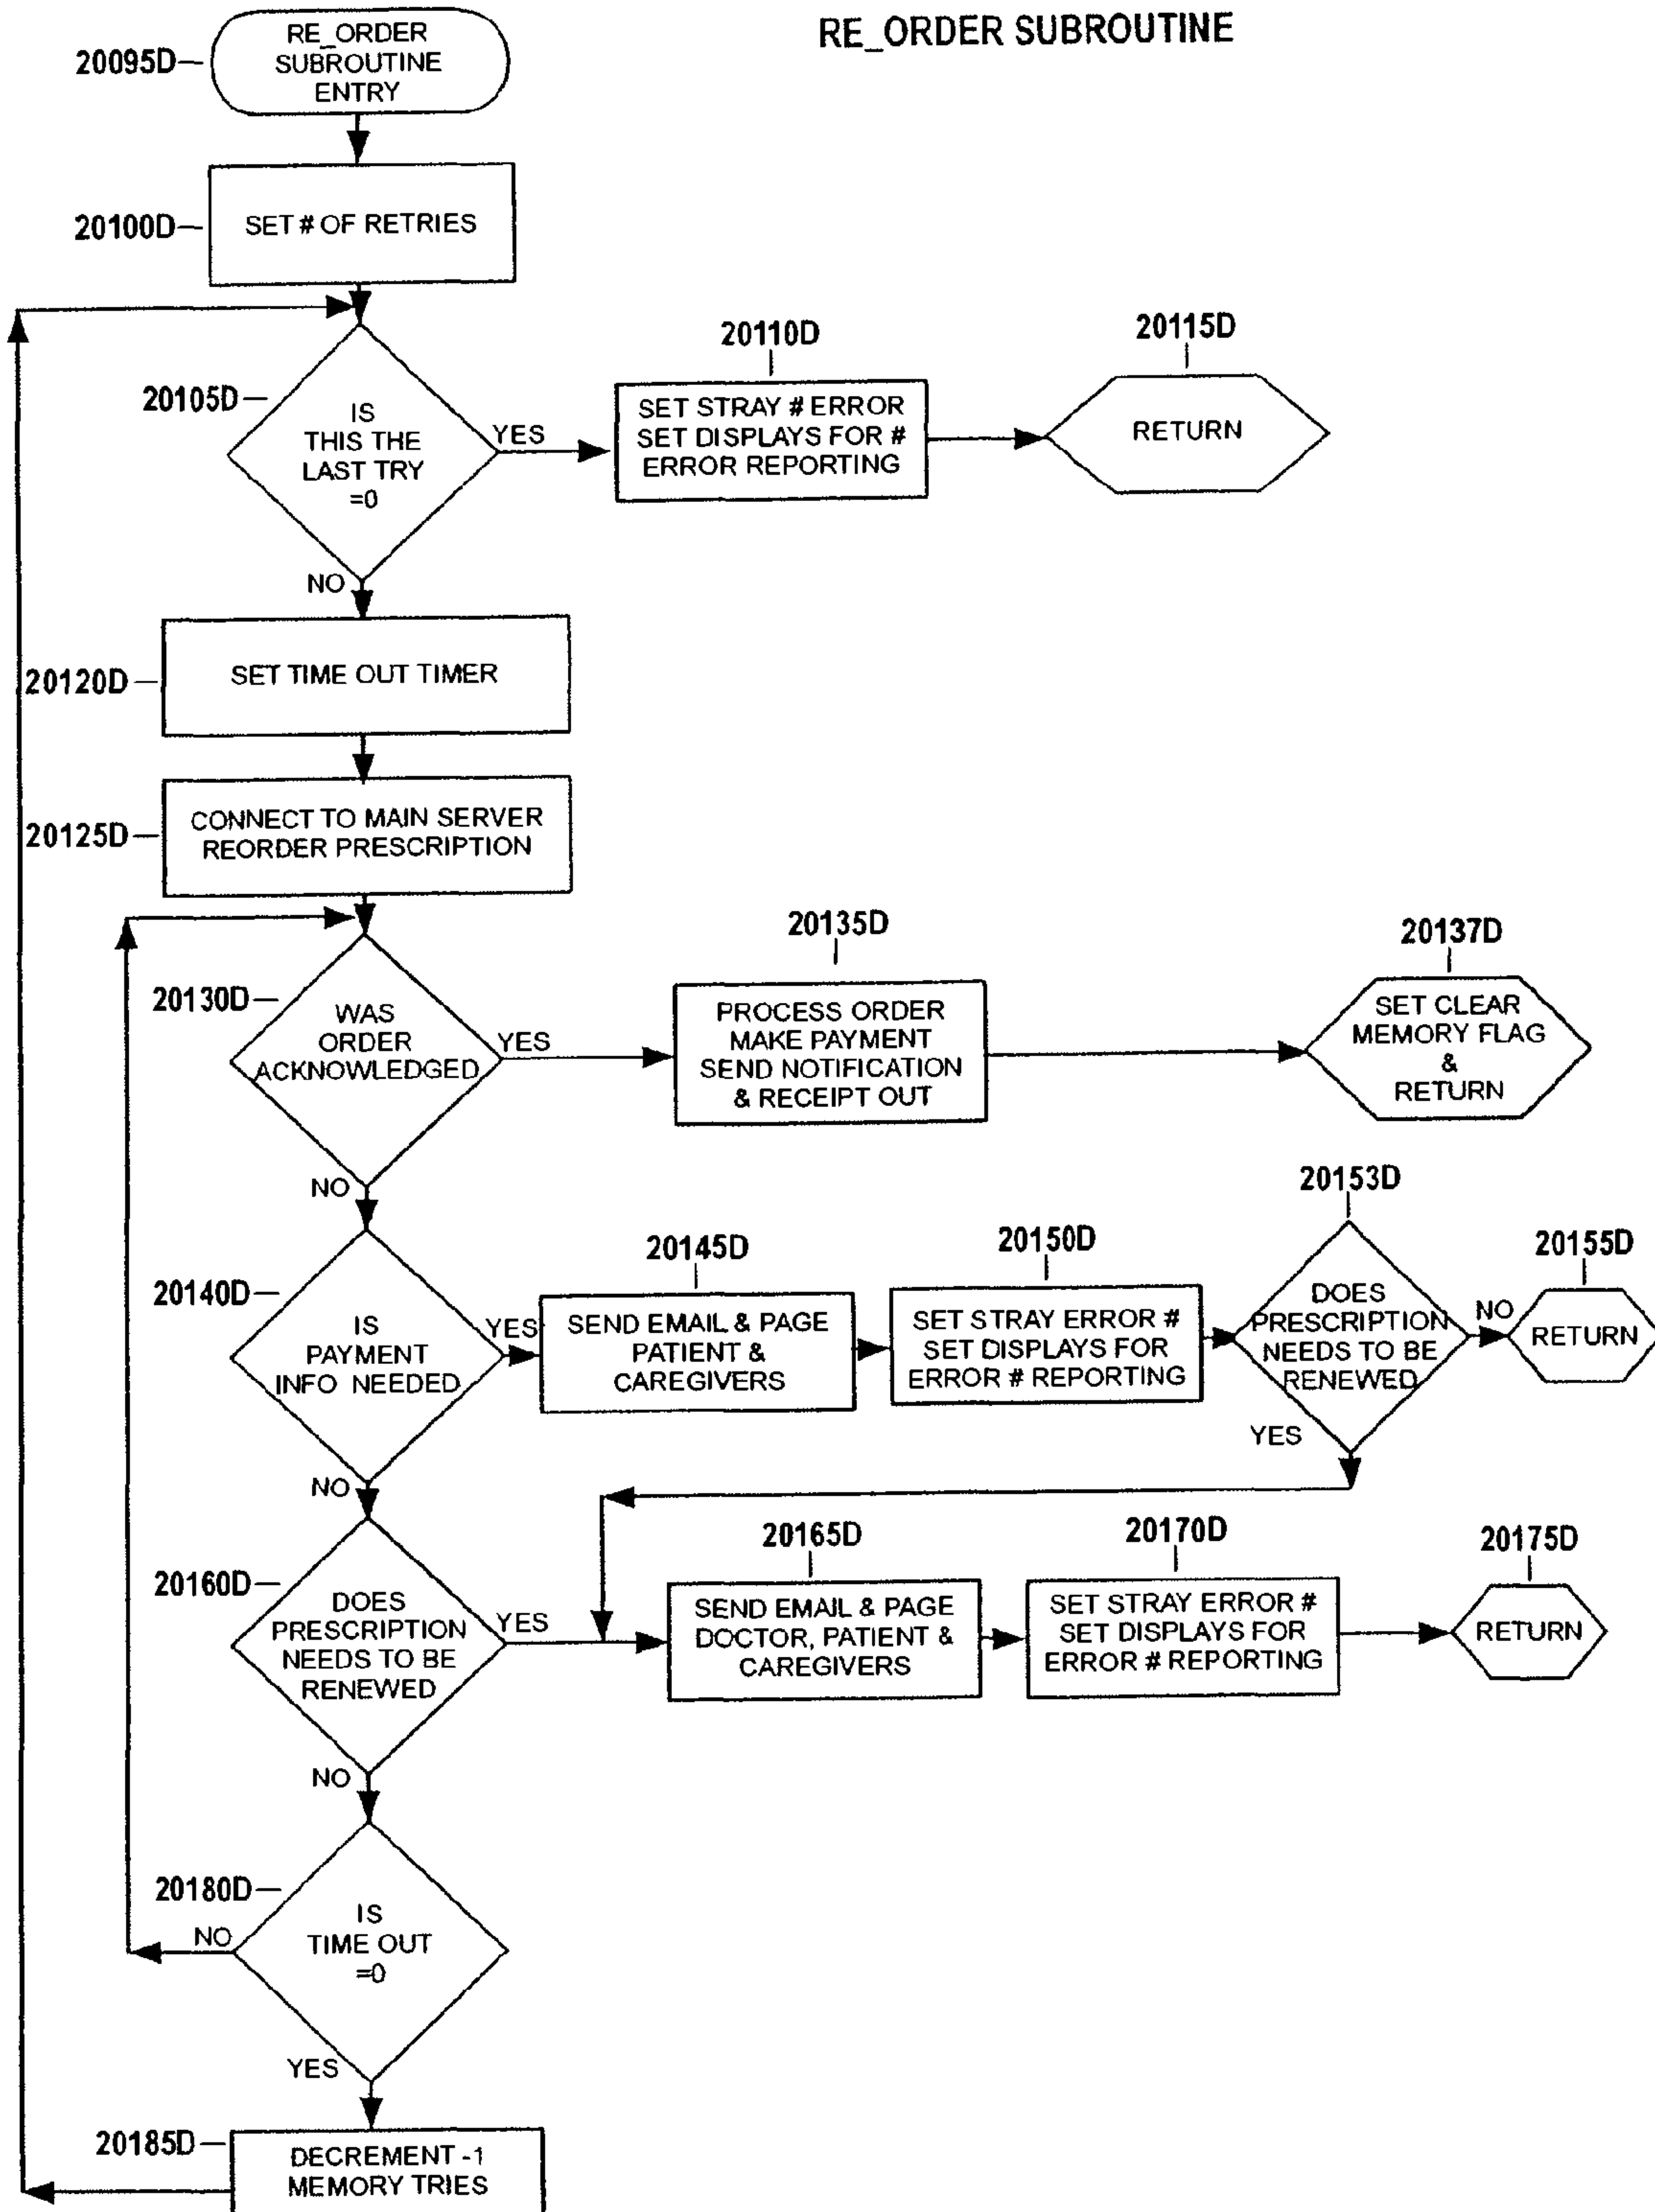 RE_ORDER SUBROUTINE
20095D
RE_ORDER
SUBROUTINE
ENTRY
20100D
SET # OF RETRIES
20105D
IS
THIS THE
LAST TRY
=0
YES
NO
20110D
SET STRAY # ERROR
SET DISPLAYS FOR #
ERROR REPORTING
20115D
RETURN
20120D
SET TIME OUT TIMER
20125D
CONNECT TO MAIN SERVER
REORDER PRESCRIPTION
20130D
WAS
ORDER
ACKNOWLEDGED
YES
NO
20135D
PROCESS ORDER
MAKE PAYMENT
SEND NOTIFICATION
& RECEIPT OUT
20137D
SET CLEAR
MEMORY FLAG
&
RETURN
20140D
IS
PAYMENT
INFO NEEDED
YES
NO
20145D
SEND EMAIL & PAGE
PATIENT &
CAREGIVERS
20150D
SET STRAY ERROR #
SET DISPLAYS FOR
ERROR # REPORTING
20153D
DOES
PRESCRIPTION
NEEDS TO BE
RENEWED
NO
YES
20155D
RETURN
20160D
DOES
PRESCRIPTION
NEEDS TO BE
RENEWED
YES
NO
20165D
SEND EMAIL & PAGE
DOCTOR, PATIENT &
CAREGIVERS
20170D
SET STRAY ERROR #
SET DISPLAYS FOR
ERROR # REPORTING
20175D
RETURN
20180D
IS
TIME OUT
=0
NO
YES
20185D
DECREMENT -1
MEMORY TRIES